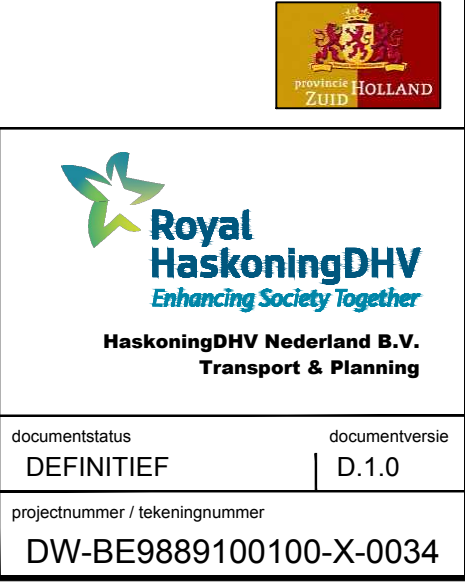 provincie HOLLAND
ZUID
Royal
HaskoningDHV
Enhancing Society Together
HaskoningDHV Nederland B.V.
Transport & Planning
documentstatus documentversie
DEFINITIEF D.1.0
projectnummer / tekeningnummer
DW-BE9889100100-X-0034